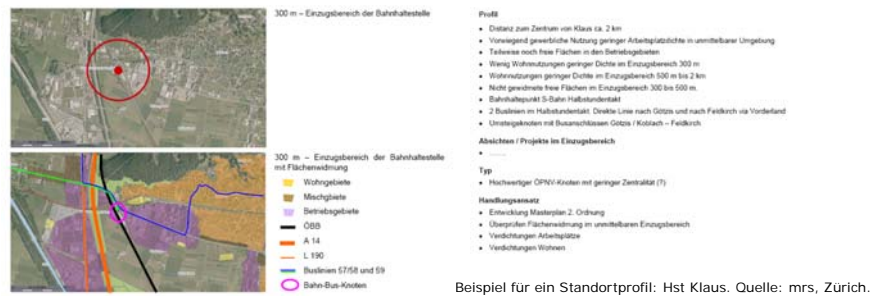 300 m – Einzugsbereich der Bahnhaltestelle
300 m – Einzugsbereich der Bahnhaltestelle
mit Flächenwidmung
Wohngebiete
Mischgbiete
Betriebsgebiete
ÖBB
A 14
L 190
Buslinien 57/58 und 59
Bahn-Bus-Knoten
Profil
• Distanz zum Zentrum von Klaus ca. 2 km
• Vorwiegend gewerbliche Nutzung geringer Arbeitsplatzdichte in unmittelbarer Umgebung
• Teilweise noch freie Flächen in den Betriebsgebieten
• Wenig Wohnnutzungen geringer Dichte im Einzugsbereich 300 m
• Wohnnutzungen geringer Dichte im Einzugsbereich 500 m bis 2 km
• Nicht gewidmete freie Flächen im Einzugsbereich 300 bis 500 m.
• Bahnhaltepunkt S-Bahn Halbstundentakt
• 2 Buslinien im Halbstundentakt. Direkte Linie nach Götzis und nach Feldkirch via Vorderland
• Umsteigeknoten mit Busanschlüssen Götzis / Koblach – Feldkirch.
Absichten / Projekte im Einzugsbereich
• ........
Typ
• Hochwertiger ÖPNV-Knoten mit geringer Zentralität (?)
Handlungsansatz
• Entwicklung Masterplan 2. Ordnung
• Überprüfen Flächenwidmung im unmittelbaren Einzugsbereich
• Verdichtungen Arbeitsplätze
• Verdichtungen Wohnen
Beispiel für ein Standortprofil: Hst Klaus. Quelle: mrs, Zürich.